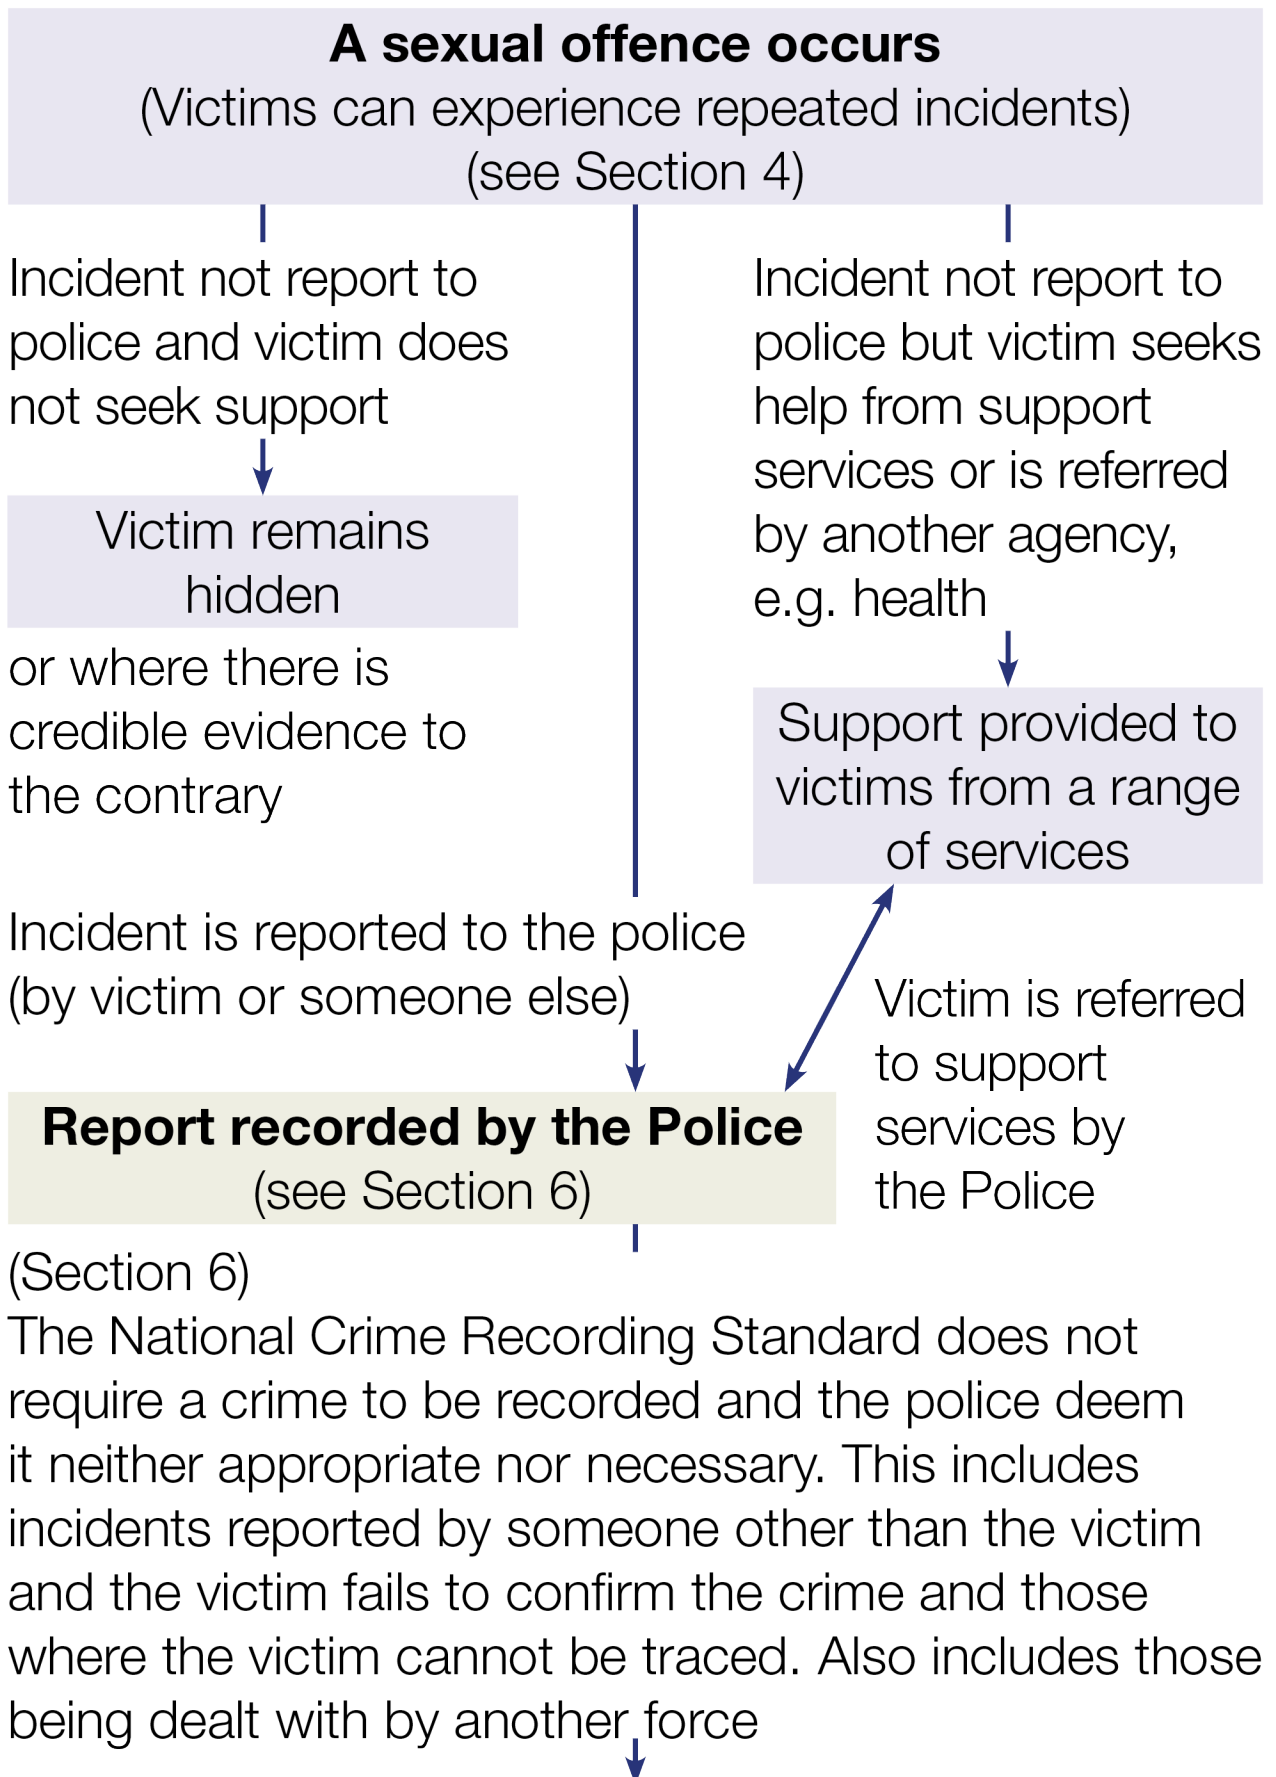 A sexual offence occurs
(Victims can experience repeated incidents)
(see Section 4)
Incident not report to
police and victim does
not seek support
Victim remains
hidden
or where there is
credible evidence to
the contrary
Incident not report to
police but victim seeks
help from support
services or is referred
by another agency,
e.g. health
Support provided to
victims from a range
of services
Incident is reported to the police
(by victim or someone else)
Victim is referred
to support
services by
the Police
Report recorded by the Police
(see Section 6)
(Section 6)
The National Crime Recording Standard does not
require a crime to be recorded and the police deem
it neither appropriate nor necessary. This includes
incidents reported by someone other than the victim
and the victim fails to confirm the crime and those
where the victim cannot be traced. Also includes those
being dealt with by another force